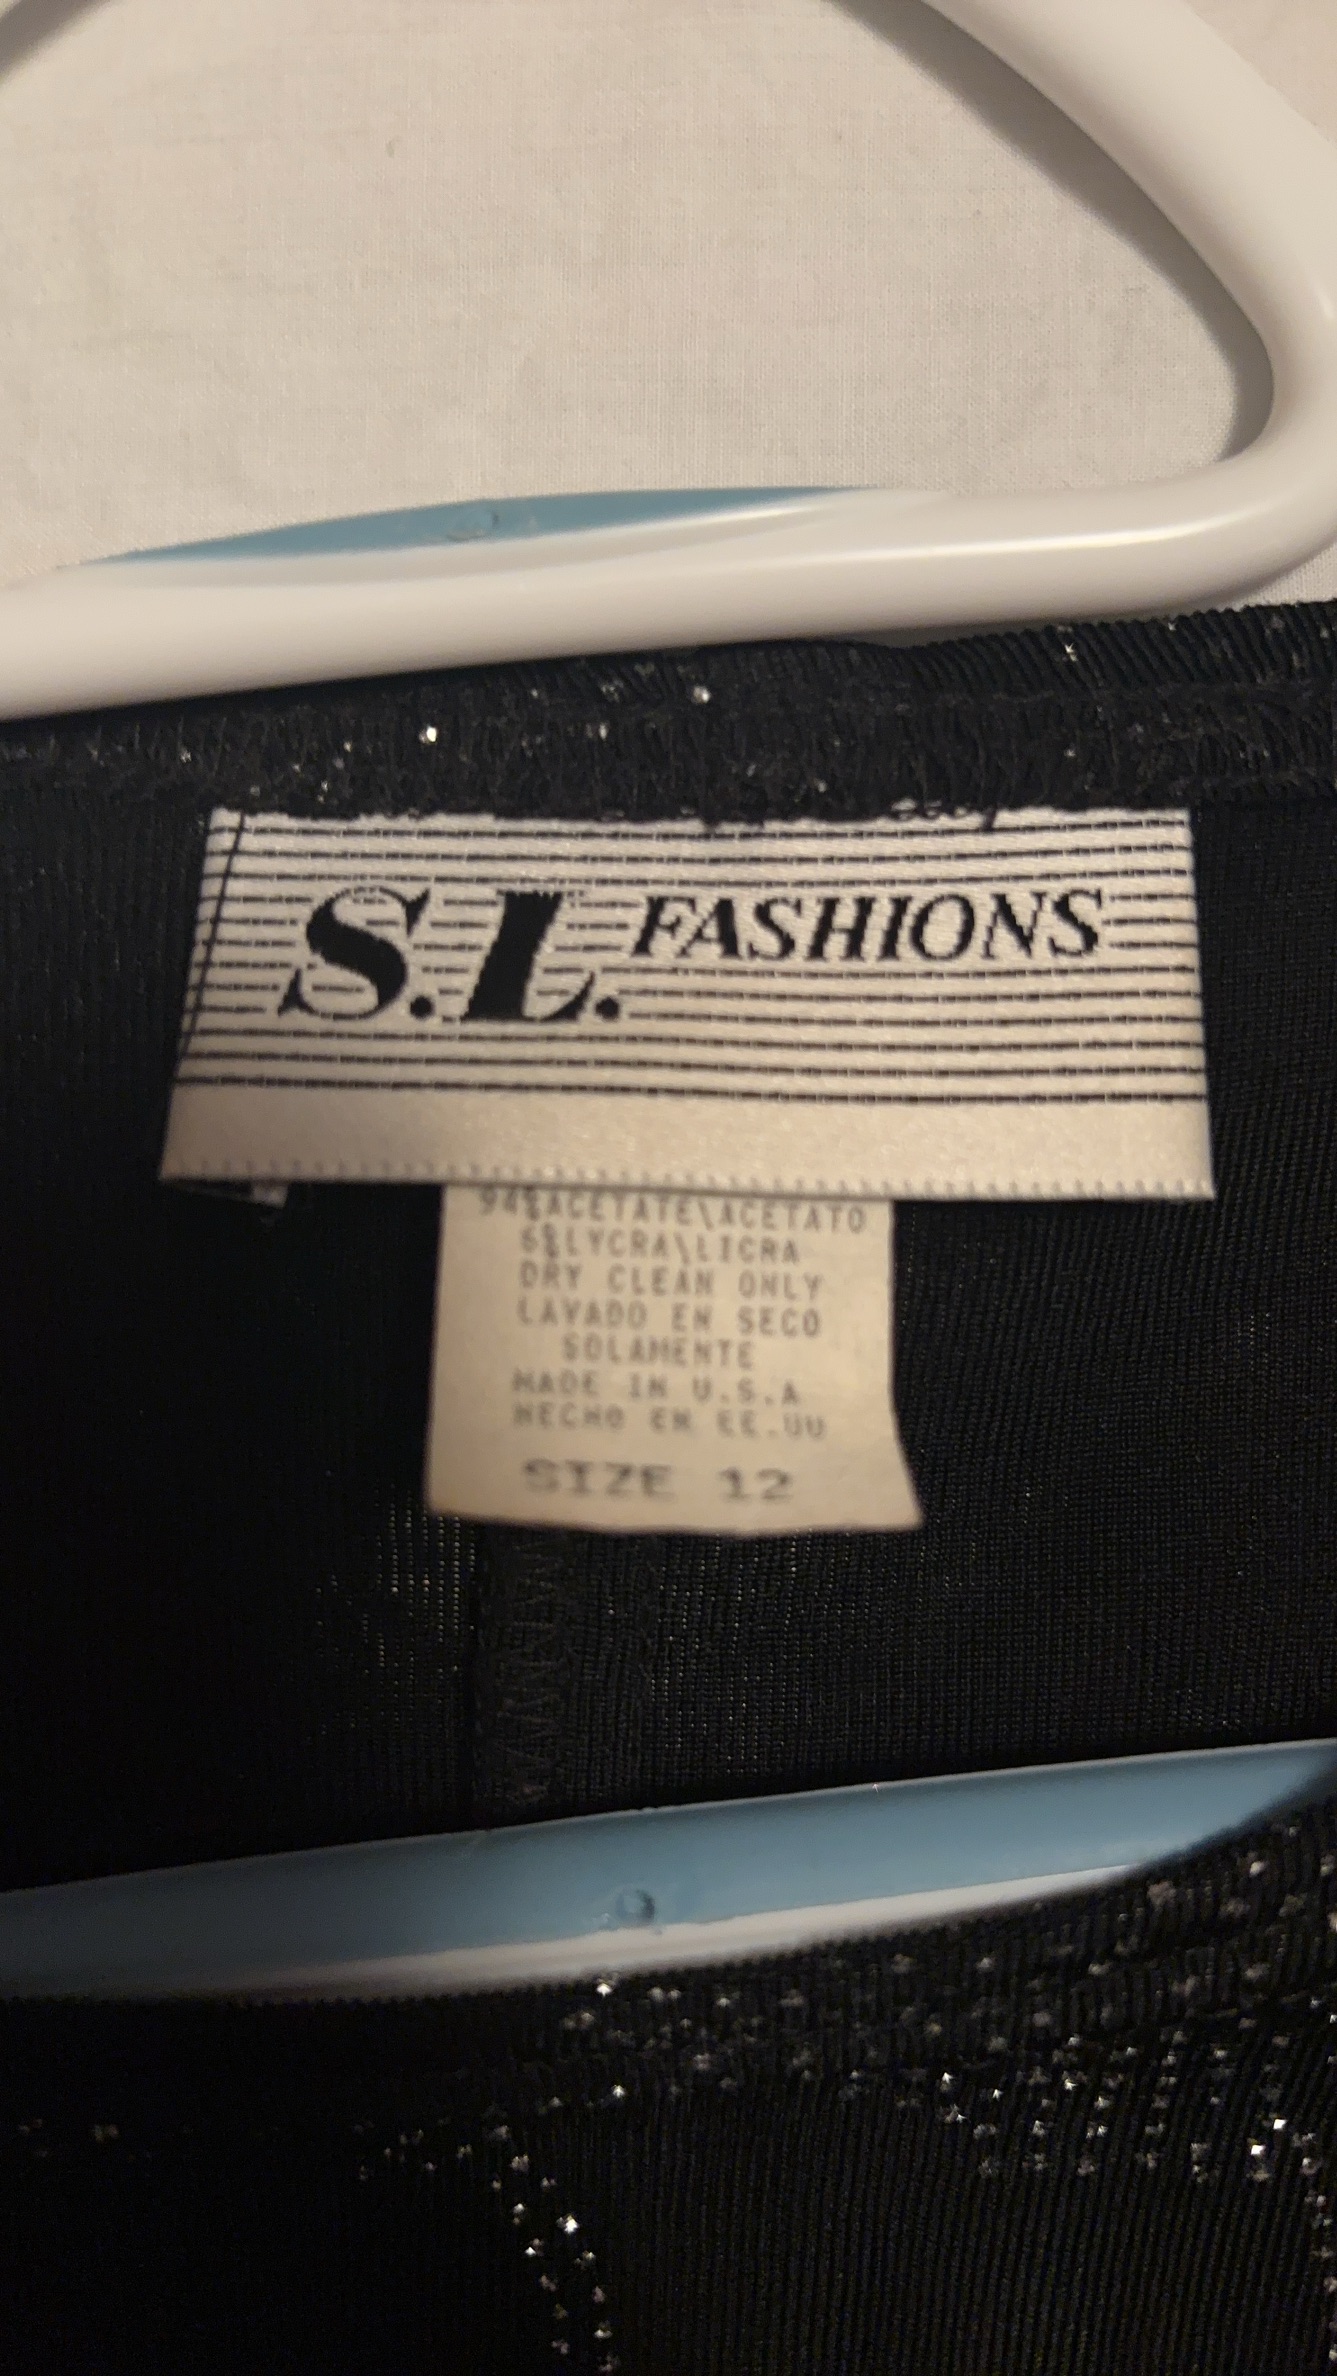 S.L. FASHIONS
94%ACETATE\ACETATO
6%LYCRA\LICRA
DRY CLEAN ONLY
LAVADO EN SECO
SOLAMENTE
MADE IN U.S.A
HECHO EN EE.UU
SIZE 12